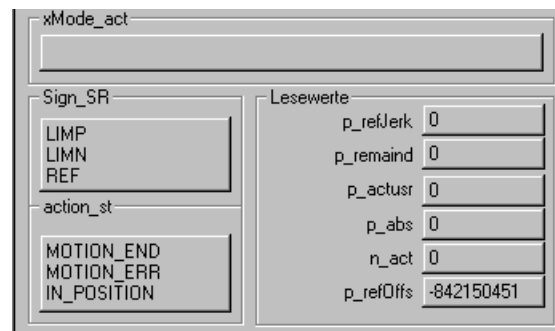 xMode_act
Sign_SR
LIMP
LIMN
REF
action_st
MOTION_END
MOTION_ERR
IN_POSITION
Lesewerte
p_refJerk 0
p_remaind 0
p_actusr 0
p_abs 0
n_act 0
p_refOffs -842150451